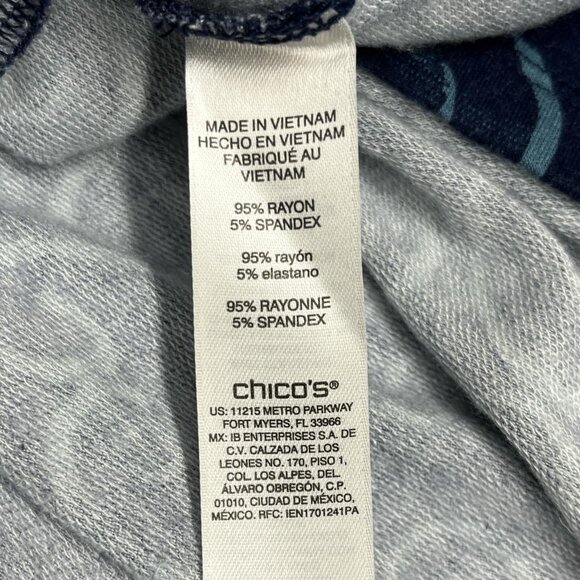 MADE IN VIETNAM
HECHO EN VIETNAM
FABRIQUÉ AU
VIETNAM
95% RAYON
5% SPANDEX
95% rayón
5% elastano
95% RAYONNE
5% SPANDEX
chico's®
US: 11215 METRO PARKWAY
FORT MYERS, FL 33966
MX: IB ENTERPRISES S.A. DE
C.V. CALZADA DE LOS
LEONES NO. 170, PISO 1,
COL. LOS ALPES, DEL.
ÁLVARO OBREGÓN, C.P.
01010, CIUDAD DE MÉXICO,
MÉXICO. RFC: IEN1701241PA